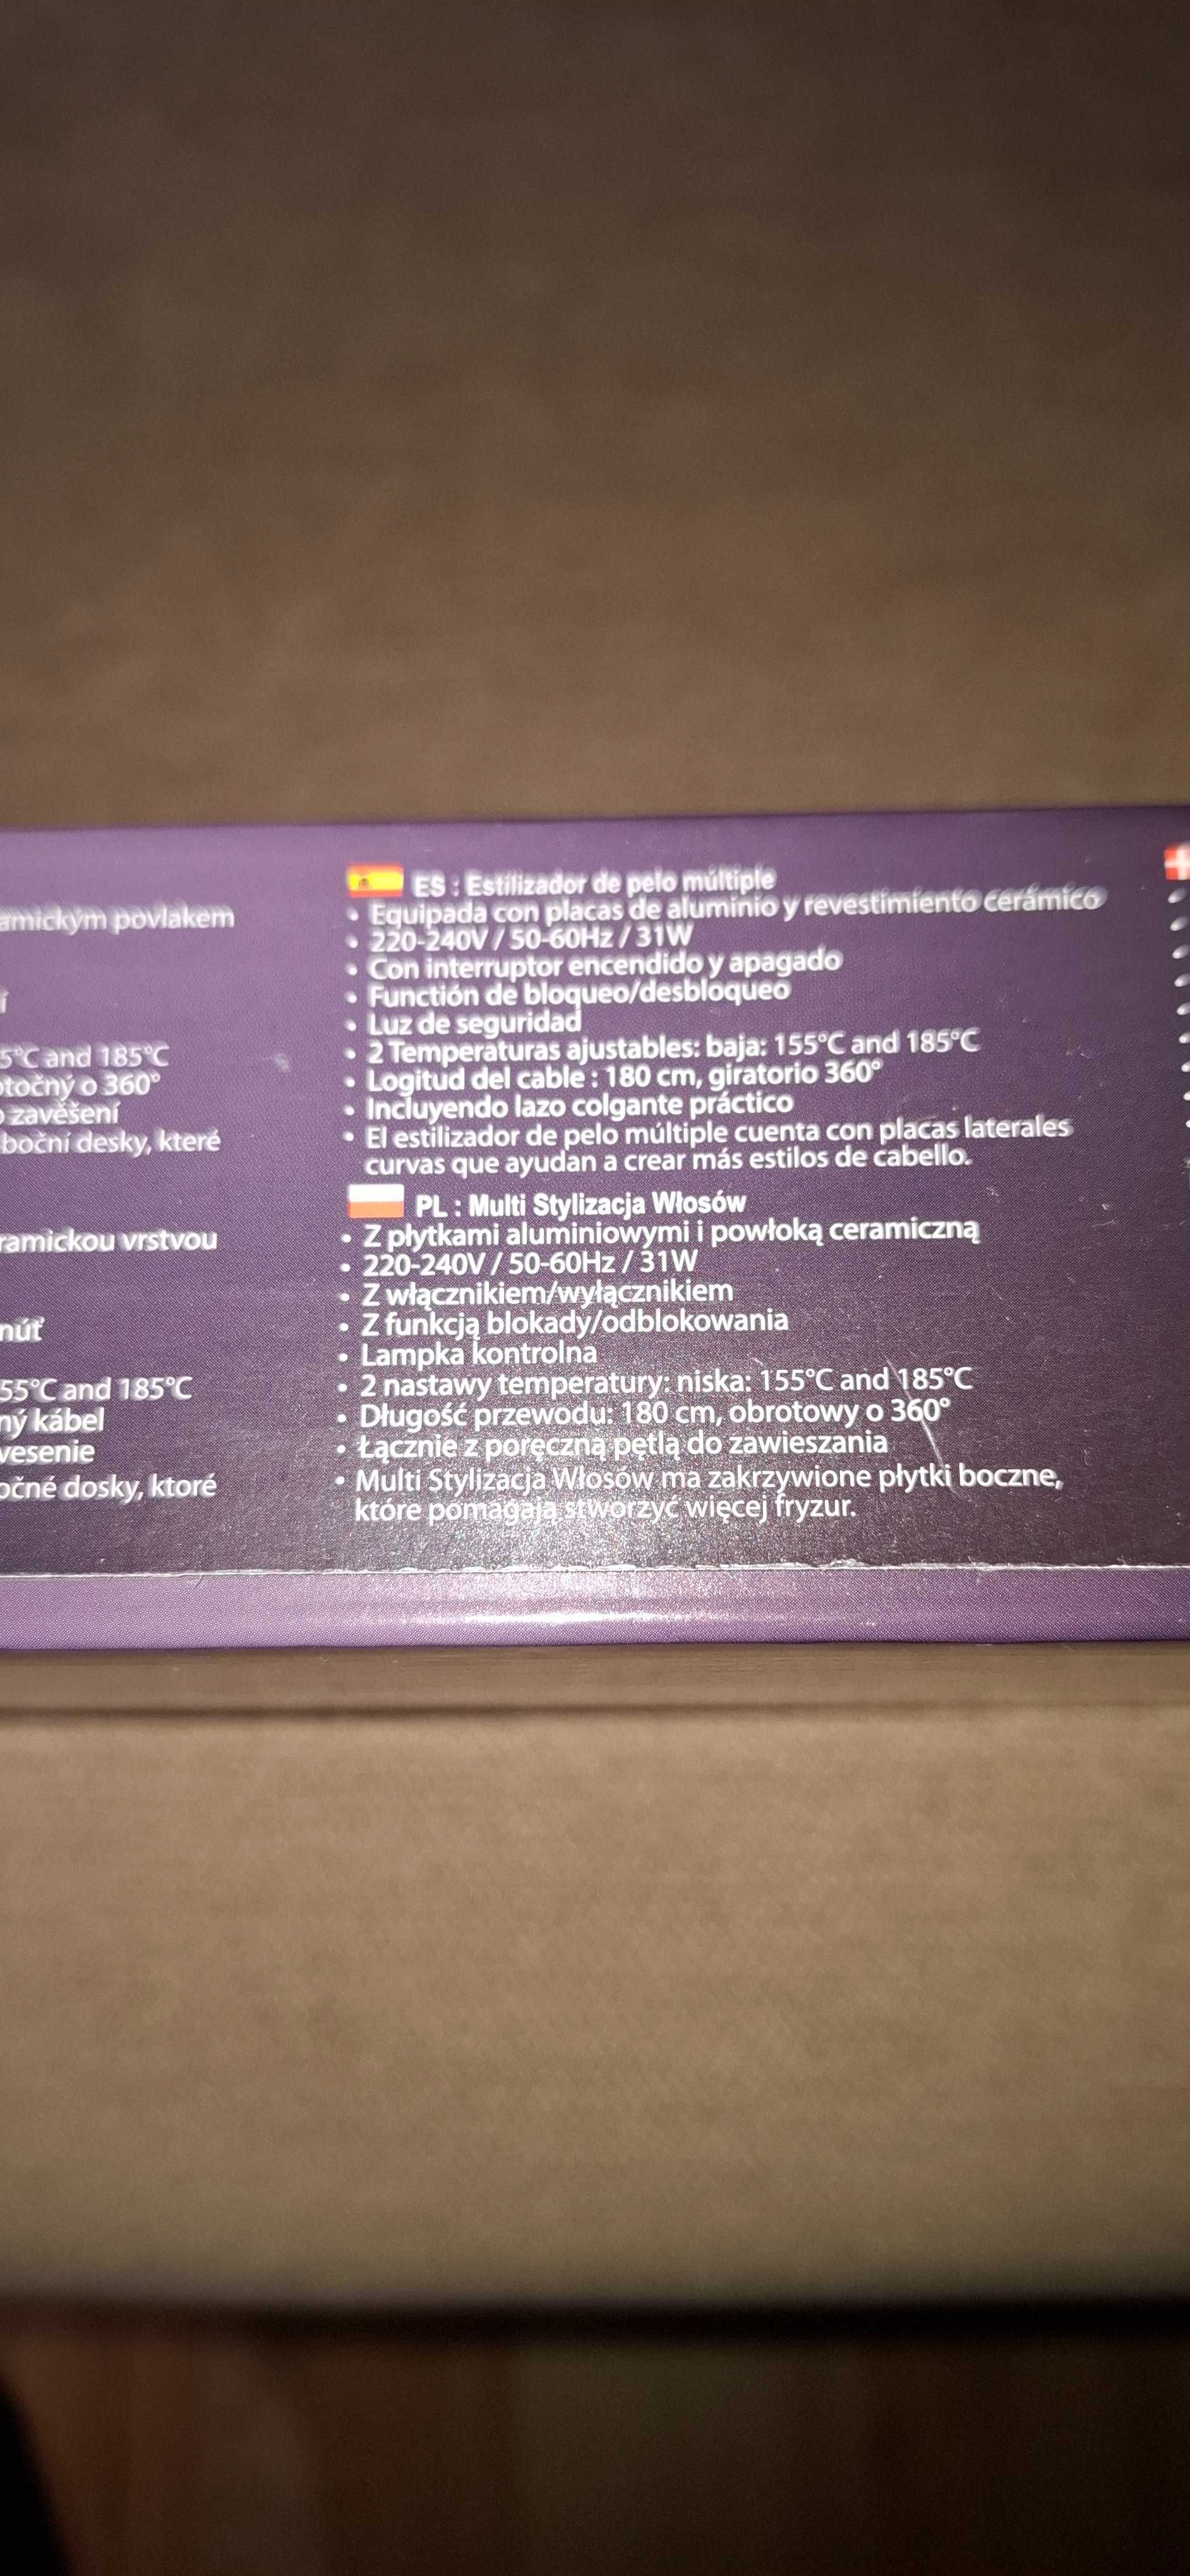 amickým povlakem
í
5°C and 185°C
otočný o 360°
o zavěšení
boční desky, které
ramickou vrstvou
núť
55°C and 185°C
ný kábel
vesenie
očné dosky, ktoré
ES : Estilizador de pelo múltiple
• Equipada con placas de aluminio y revestimiento cerámico
• 220-240V / 50-60Hz / 31W
• Con interruptor encendido y apagado
• Functión de bloqueo/desbloqueo
• Luz de seguridad
• 2 Temperaturas ajustables: baja: 155°C and 185°C
• Logitud del cable : 180 cm, giratorio 360°
• Incluyendo lazo colgante práctico
• El estilizador de pelo múltiple cuenta con placas laterales
curvas que ayudan a crear más estilos de cabello.
PL : Multi Stylizacja Włosów
• Z płytkami aluminiowymi i powłoką ceramiczną
• 220-240V / 50-60Hz / 31W
• Z włącznikiem/wyłącznikiem
• Z funkcją blokady/odblokowania
• Lampka kontrolna
• 2 nastawy temperatury: niska: 155°C and 185°C
• Długość przewodu: 180 cm, obrotowy o 360°
• Łącznie z poręczną pętlą do zawieszania
• Multi Stylizacja Włosów ma zakrzywione płytki boczne,
które pomagają stworzyć więcej fryzur.